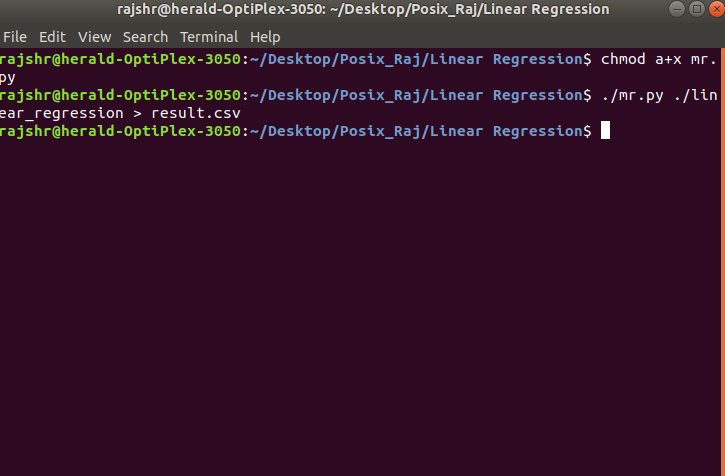 rajshr@herald-OptiPlex-3050: ~/Desktop/Posix_Raj/Linear Regression
File Edit View Search Terminal Help
rajshr@herald-OptiPlex-3050:~/Desktop/Posix_Raj/Linear Regression$ chmod a+x mr.
py
rajshr@herald-OptiPlex-3050:~/Desktop/Posix_Raj/Linear Regression$ ./mr.py ./lin
ear_regression > result.csv
rajshr@herald-OptiPlex-3050:~/Desktop/Posix_Raj/Linear Regression$